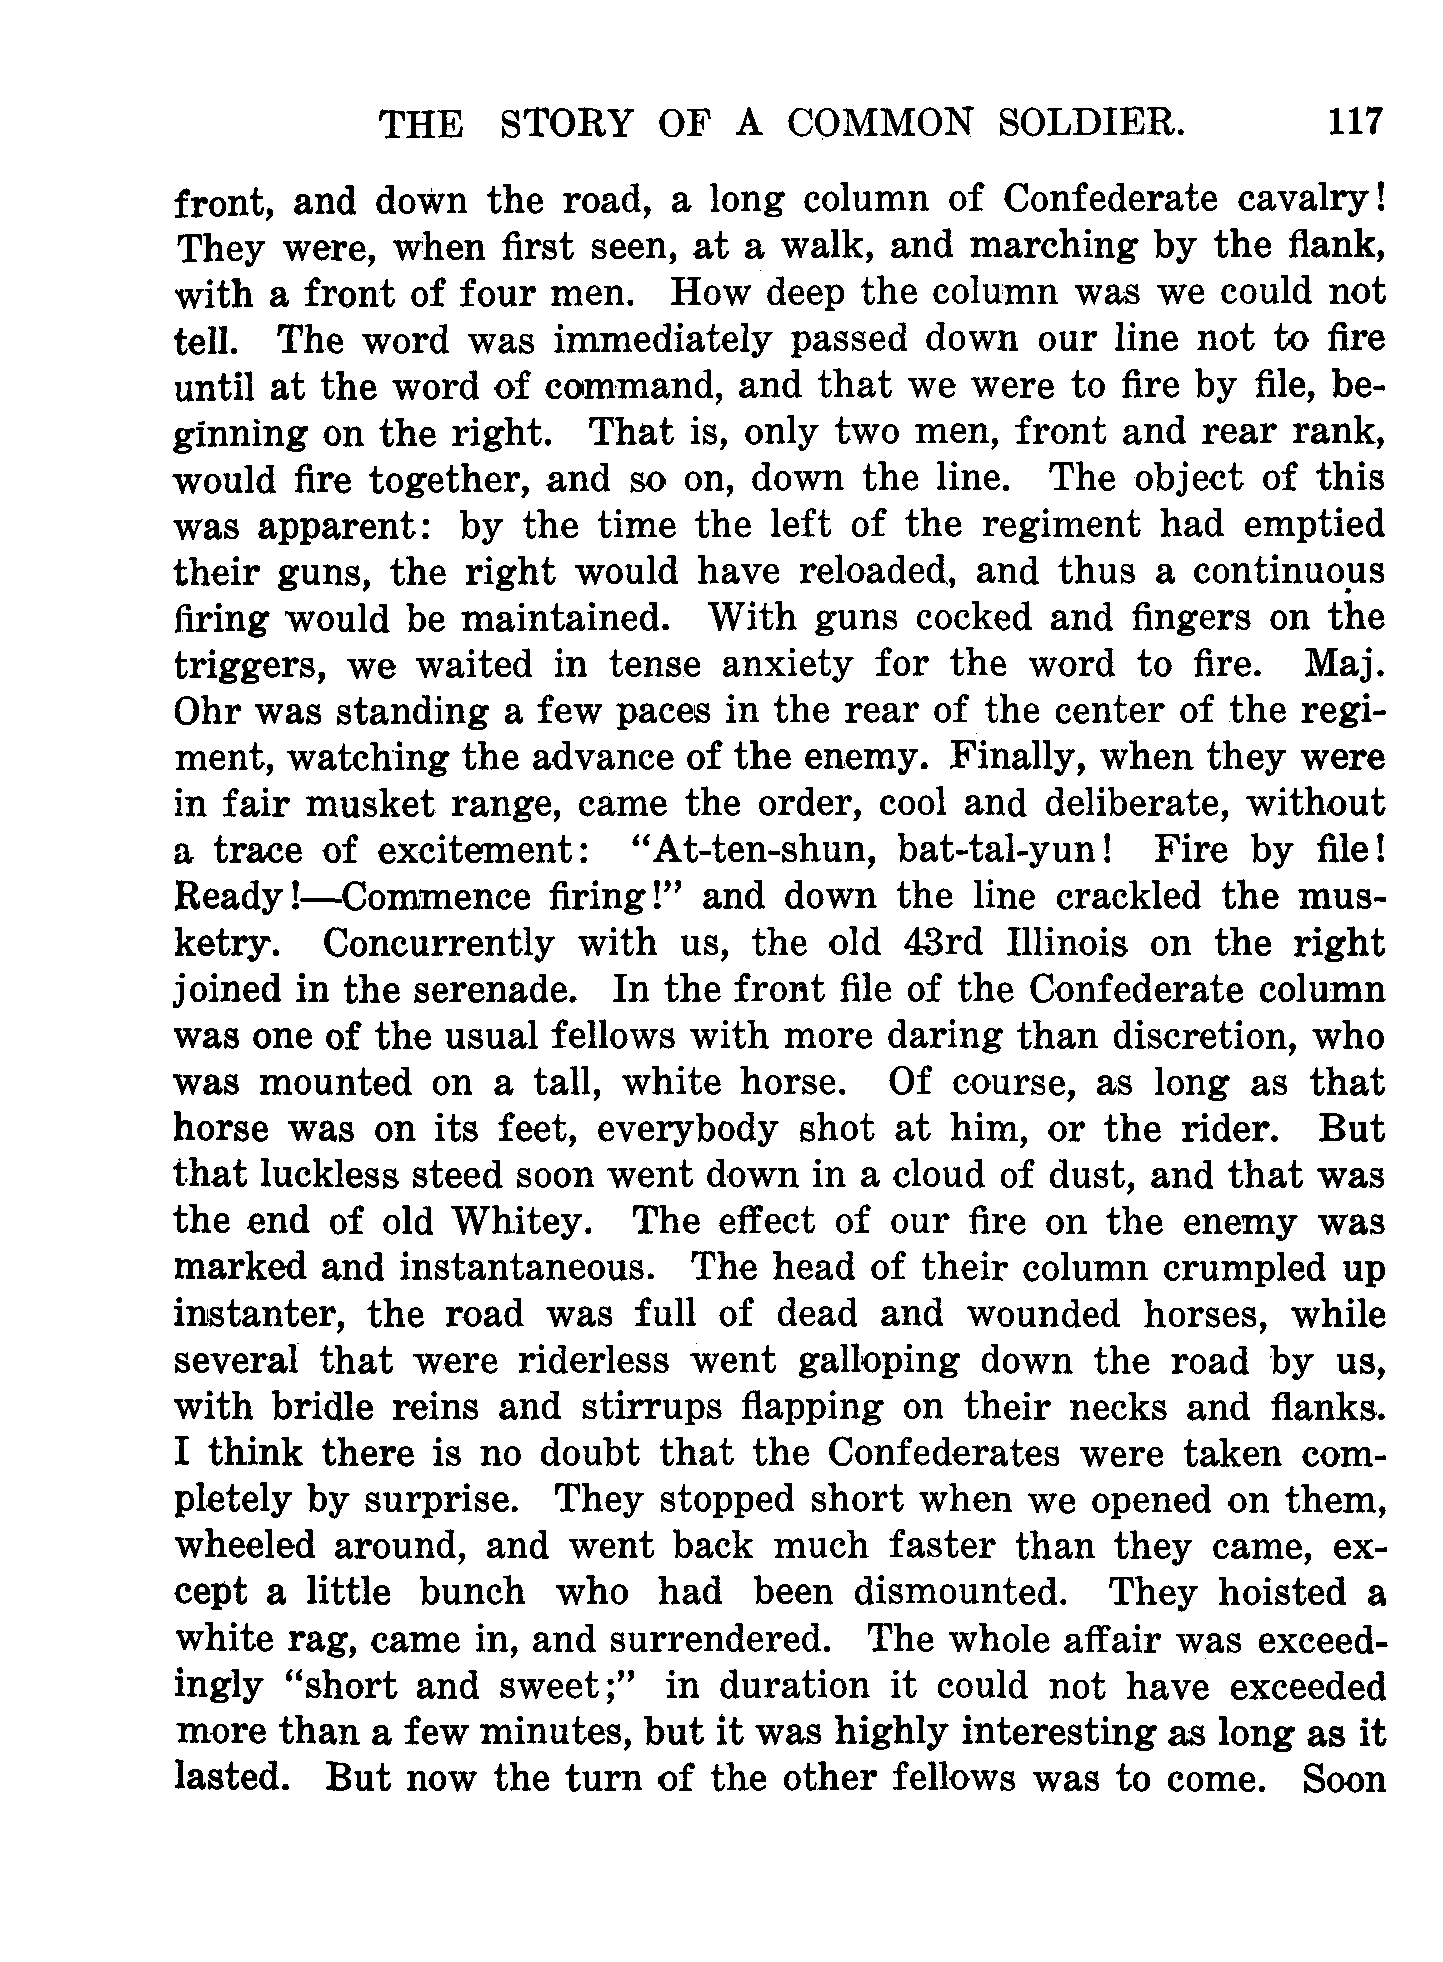 THE STORY OF A COMMON SOLDIER. 117
front, and down the road, a long column of Confederate cavalry!
They were, when first seen, at a walk, and marching by the flank,
with a front of four men. How deep the column was we could not
tell. The word was immediately passed down our line not to fire
until at the word of command, and that we were to fire by file, be-
ginning on the right. That is, only two men, front and rear rank,
would fire together, and so on, down the line. The object of this
was apparent: by the time the left of the regiment had emptied
their guns, the right would have reloaded, and thus a continuous
firing would be maintained. With guns cocked and fingers on the
triggers, we waited in tense anxiety for the word to fire. Maj.
Ohr was standing a few paces in the rear of the center of the regi-
ment, watching the advance of the enemy. Finally, when they were
in fair musket range, came the order, cool and deliberate, without
a trace of excitement: "At-ten-shun, bat-tal-yun! Fire by file!
Ready!—Commence firing!" and down the line crackled the mus-
ketry. Concurrently with us, the old 43rd Illinois on the right
joined in the serenade. In the front file of the Confederate column
was one of the usual fellows with more daring than discretion, who
was mounted on a tall, white horse. Of course, as long as that
horse was on its feet, everybody shot at him, or the rider. But
that luckless steed soon went down in a cloud of dust, and that was
the end of old Whitey. The effect of our fire on the enemy was
marked and instantaneous. The head of their column crumpled up
instanter, the road was full of dead and wounded horses, while
several that were riderless went galloping down the road by us,
with bridle reins and stirrups flapping on their necks and flanks.
I think there is no doubt that the Confederates were taken com-
pletely by surprise. They stopped short when we opened on them,
wheeled around, and went back much faster than they came, ex-
cept a little bunch who had been dismounted. They hoisted a
white rag, came in, and surrendered. The whole affair was exceed-
ingly "short and sweet;" in duration it could not have exceeded
more than a few minutes, but it was highly interesting as long as it
lasted. But now the turn of the other fellows was to come. Soon